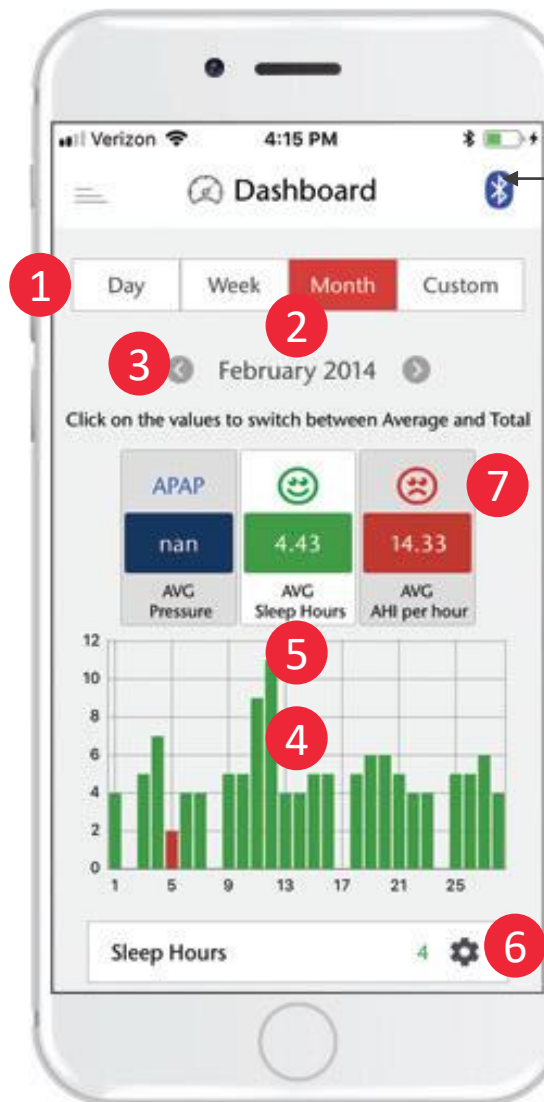 Verizon 4:15 PM
Dashboard
1 Day Week Month Custom
2
3 February 2014
Click on the values to switch between Average and Total
APAP 7
nan 4.43 14.33
AVG AVG AVG
Pressure Sleep Hours AHI per hour
12
5
10
8
4
6
4
2
0
1 5 9 13 17 21 25
Sleep Hours 4 6